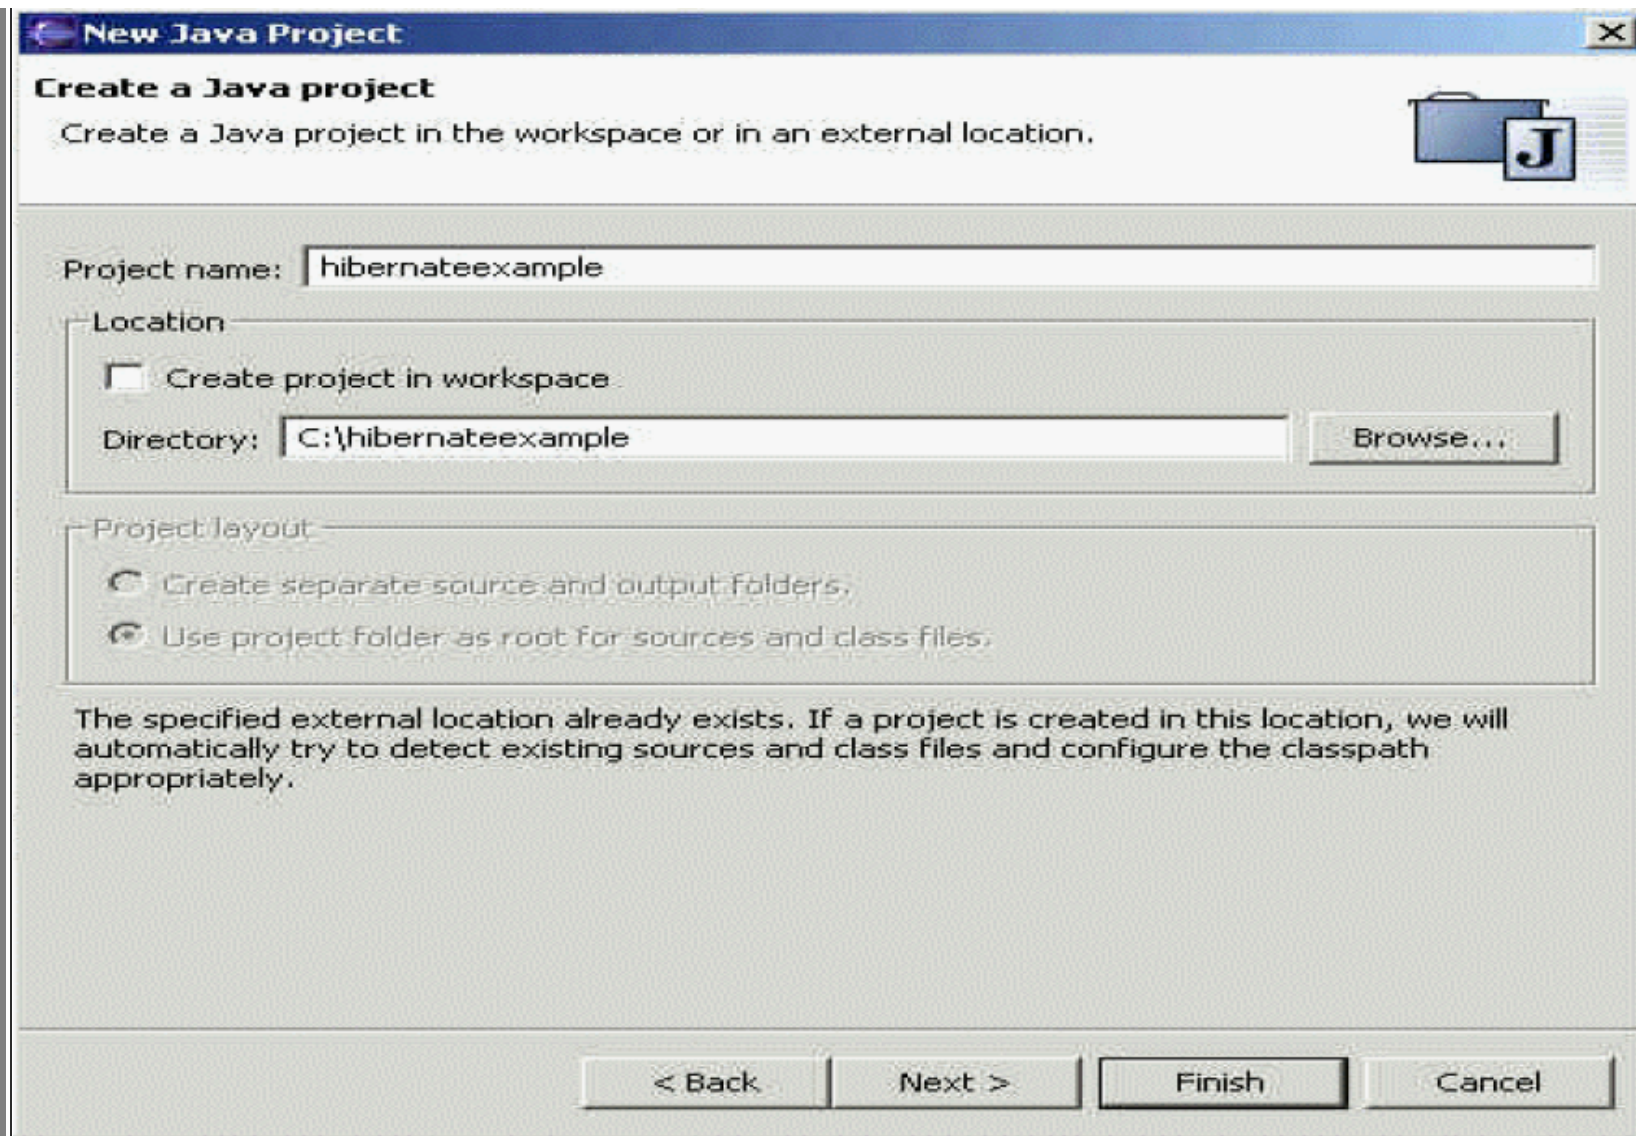 New Java Project
Create a Java project
Create a Java project in the workspace or in an external location.
J
Project name: hibernateexample
Location
Create project in workspace
Directory: C:\hibernateexample Browse...
Project layout
Create separate source and output folders.
Use project folder as root for sources and class files.
The specified external location already exists. If a project is created in this location, we will
automatically try to detect existing sources and class files and configure the classpath
appropriately.
< Back Next > Finish Cancel